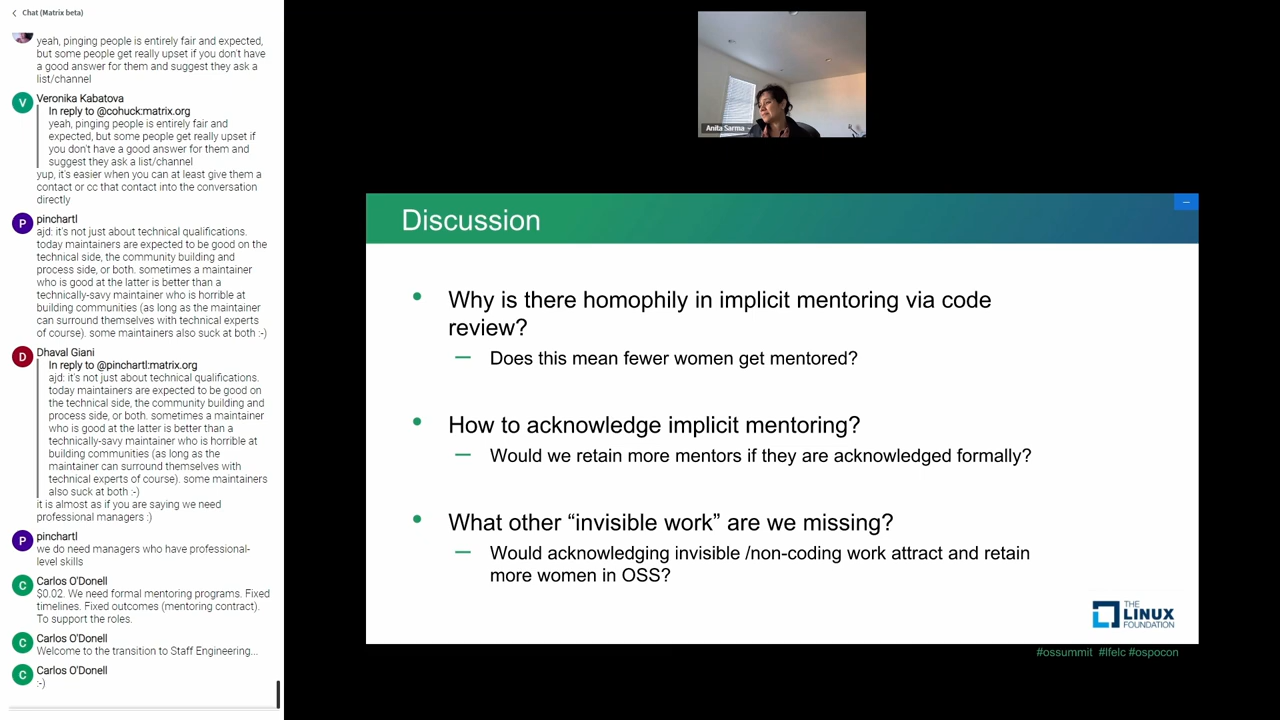 Chat (Matrix beta)
yeah, pinging people is entirely fair and expected,
but some people get really upset if you don't have
a good answer for them and suggest they ask a
list/channel
V
Veronika Kabatova
In reply to @cohuck:matrix.org
yeah, pinging people is entirely fair and
expected, but some people get really upset if
you don't have a good answer for them and
suggest they ask a list/channel
yup, it's easier when you can at least give them a
contact or cc that contact into the conversation
directly
P
pinchartl
ajd: it's not just about technical qualifications.
today maintainers are expected to be good on the
technical side, the community building and
process side, or both. sometimes a maintainer
who is good at the latter is better than a
technically-savy maintainer who is horrible at
building communities (as long as the maintainer
can surround themselves with technical experts
of course). some maintainers also suck at both :-)
D
Dhaval Giani
In reply to @pinchartl:matrix.org
ajd: it's not just about technical qualifications.
today maintainers are expected to be good on
the technical side, the community building and
process side, or both. sometimes a maintainer
who is good at the latter is better than a
technically-savy maintainer who is horrible at
building communities (as long as the
maintainer can surround themselves with
technical experts of course). some maintainers
also suck at both :-)
it is almost as if you are saying we need
professional managers :)
P
pinchartl
we do need managers who have professional-
level skills
C
Carlos O'Donell
$0.02. We need formal mentoring programs. Fixed
timelines. Fixed outcomes (mentoring contract).
To support the roles.
C
Carlos O'Donell
Welcome to the transition to Staff Engineering...
C
Carlos O'Donell
:-)
Anita Sarma
Discussion
• Why is there homophily in implicit mentoring via code
review?
— Does this mean fewer women get mentored?
• How to acknowledge implicit mentoring?
— Would we retain more mentors if they are acknowledged formally?
• What other “invisible work” are we missing?
— Would acknowledging invisible /non-coding work attract and retain
more women in OSS?
THE
LINUX
FOUNDATION
#ossummit #lfelc #ospocon